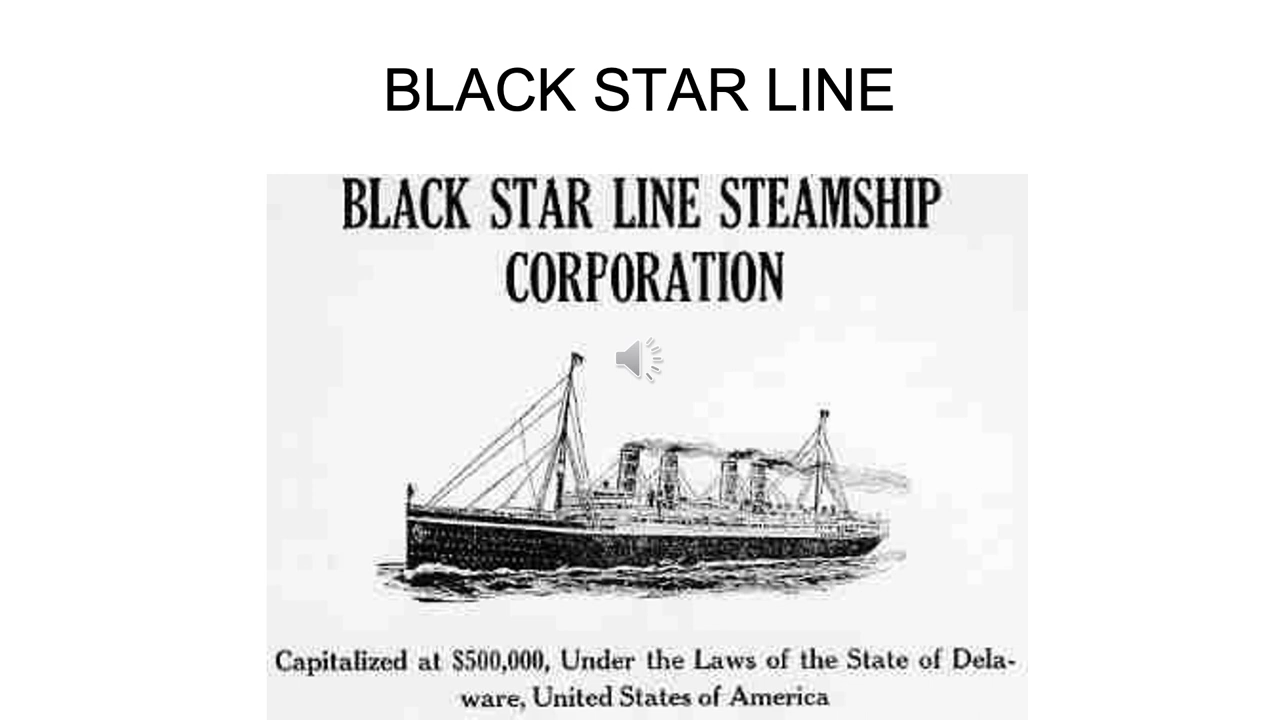 BLACK STAR LINE
BLACK STAR LINE STEAMSHIP
CORPORATION
Capitalized at $500,000, Under the Laws of the State of Dela-
ware, United States of America